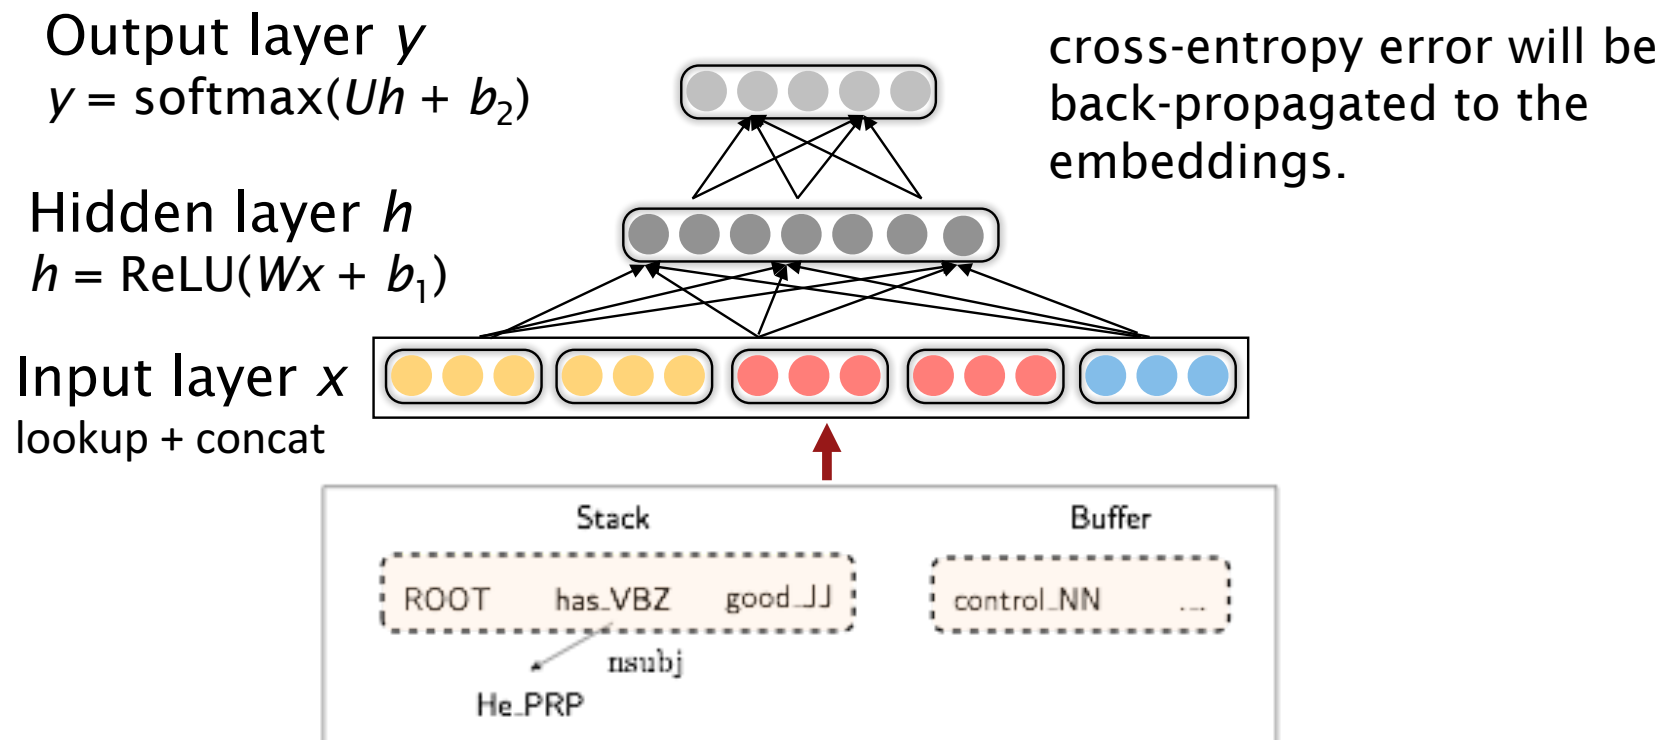 Output layer y
y = softmax(Uh + b₂)
cross-entropy error will be
back-propagated to the
embeddings.
Hidden layer h
h = ReLU(Wx + b₁)
Input layer x
lookup + concat
Stack
Buffer
ROOT has_VBZ good_JJ
control_NN ...
nsubj
He_PRP